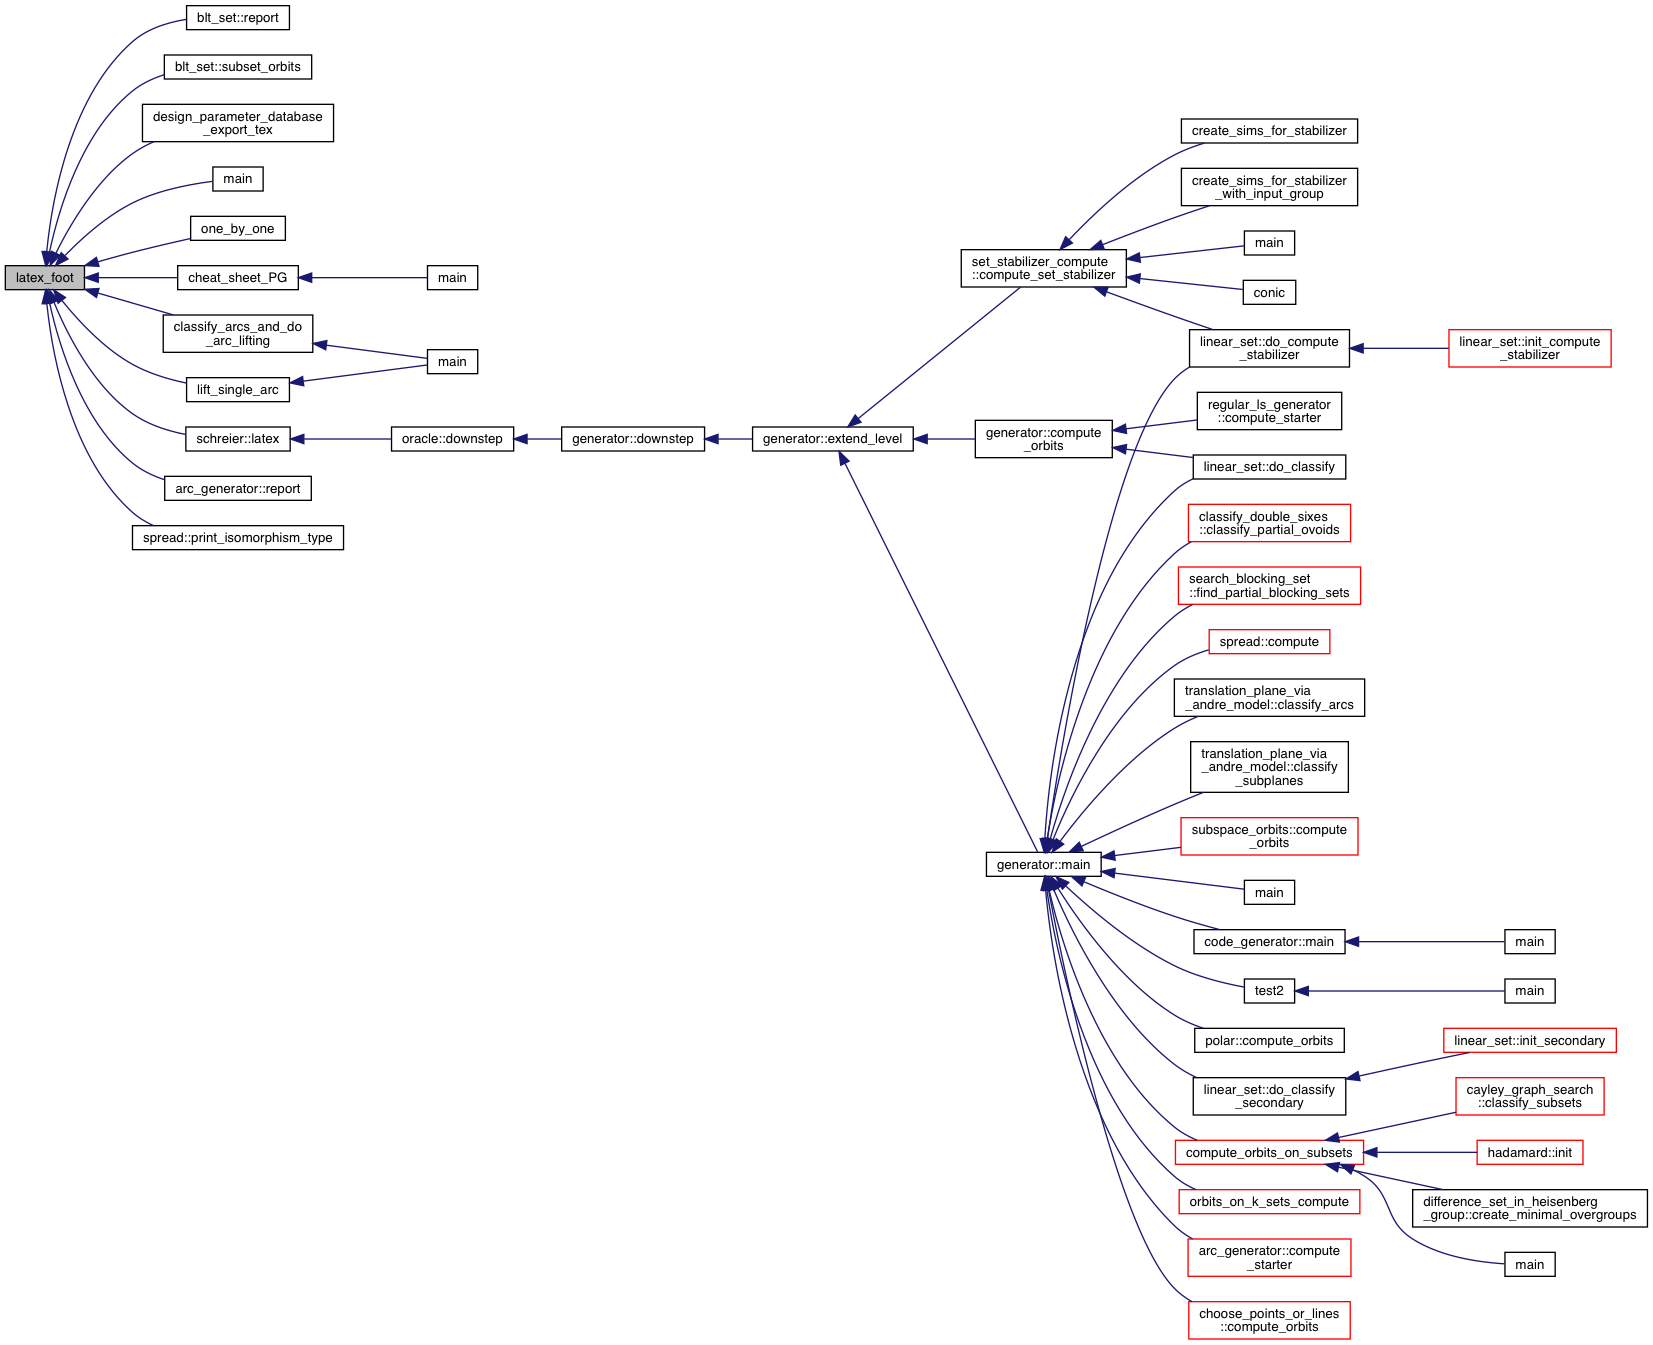 blt_set::report
blt_set::subset_orbits
design_parameter_database
_export_tex
main
one_by_one
latex_foot
cheat_sheet_PG
main
classify_arcs_and_do
_arc_lifting
main
lift_single_arc
schreier::latex
oracle::downstep
generator::downstep
generator::extend_level
arc_generator::report
spread::print_isomorphism_type
set_stabilizer_compute
::compute_set_stabilizer
generator::compute
_orbits
generator::main
create_sims_for_stabilizer
create_sims_for_stabilizer
_with_input_group
main
conic
linear_set::do_compute
_stabilizer
linear_set::init_compute
_stabilizer
regular_ls_generator
::compute_starter
linear_set::do_classify
classify_double_sixes
::classify_partial_ovoids
search_blocking_set
::find_partial_blocking_sets
spread::compute
translation_plane_via
_andre_model::classify_arcs
translation_plane_via
_andre_model::classify
_subplanes
subspace_orbits::compute
_orbits
main
code_generator::main
main
test2
main
polar::compute_orbits
linear_set::do_classify
_secondary
linear_set::init_secondary
compute_orbits_on_subsets
cayley_graph_search
::classify_subsets
hadamard::init
difference_set_in_heisenberg
_group::create_minimal_overgroups
main
orbits_on_k_sets_compute
arc_generator::compute
_starter
choose_points_or_lines
::compute_orbits